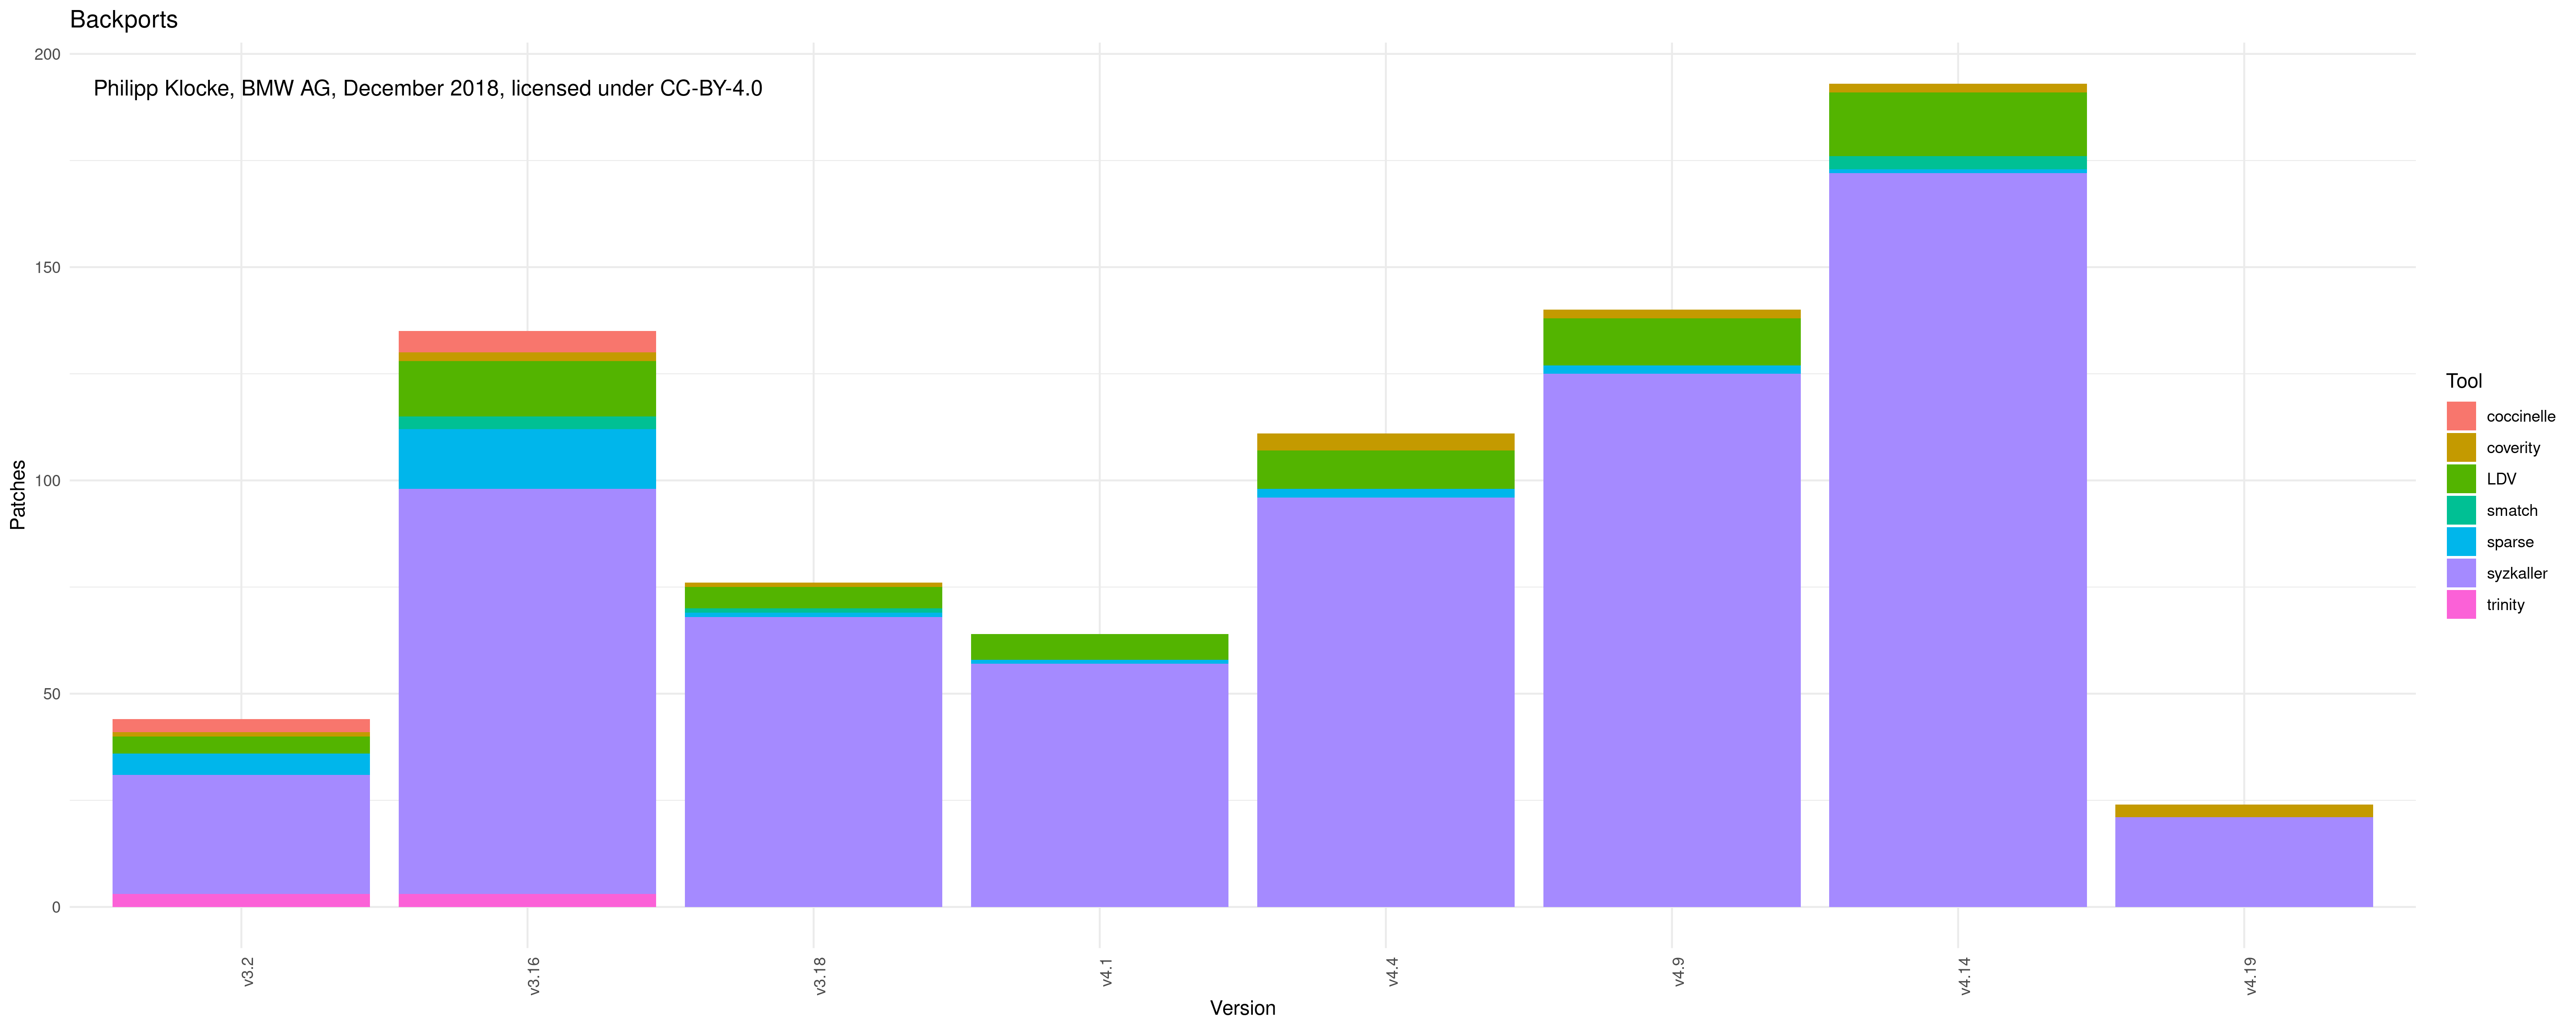 Backports
Philipp Klocke, BMW AG, December 2018, licensed under CC-BY-4.0
200
150
100
50
0
Patches
v3.2
v3.16
v3.18
v4.1
v4.4
v4.9
v4.14
v4.19
Version
Tool
coccinelle
coverity
LDV
smatch
sparse
syzkaller
trinity